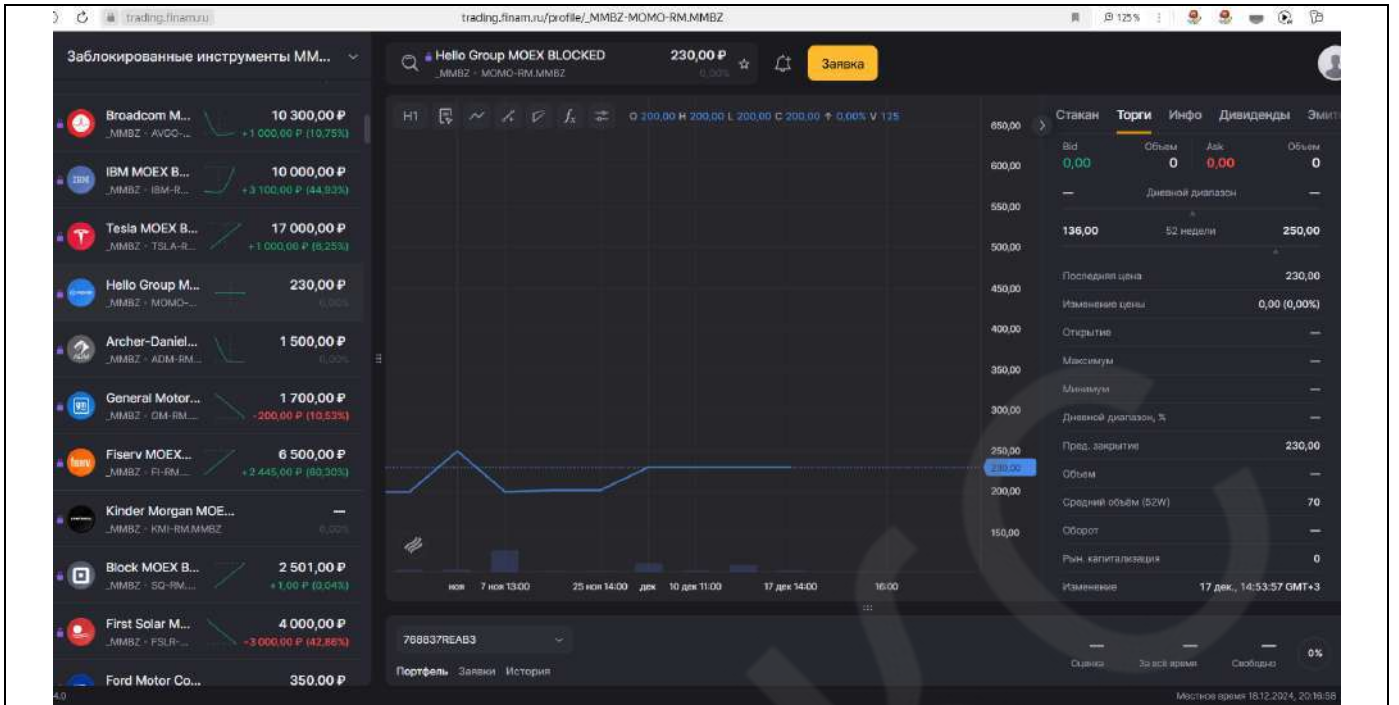 trading.finam.ru
trading.finam.ru/profile/_MMBZ-MOMO-RM.MMBZ
125%
Заблокированные инструменты ММ...
Hello Group MOEX BLOCKED
230,00 ₽
_MMBZ · MOMO-RM.MMBZ
0,00%
Заявка
Broadcom M...
10 300,00 ₽
_MMBZ · AVGO-...
+1 000,00 ₽ (10,75%)
IBM MOEX B...
10 000,00 ₽
_MMBZ · IBM-R...
+3 100,00 ₽ (44,93%)
Tesla MOEX B...
17 000,00 ₽
_MMBZ · TSLA-R...
+1 000,00 ₽ (6,25%)
Hello Group M...
230,00 ₽
_MMBZ · MOMO-...
0,00%
Archer-Daniel...
1 500,00 ₽
_MMBZ · ADM-RM...
0,00%
General Motor...
1 700,00 ₽
_MMBZ · GM-RM....
-200,00 ₽ (10,53%)
Fiserv MOEX...
6 500,00 ₽
_MMBZ · FI-RM....
+2 445,00 ₽ (60,30%)
Kinder Morgan MOE...
—
_MMBZ · KMI-RM.MMBZ
0,00%
Block MOEX B...
2 501,00 ₽
_MMBZ · SQ-RM....
+1,00 ₽ (0,04%)
First Solar M...
4 000,00 ₽
_MMBZ · FSLR-...
-3 000,00 ₽ (42,86%)
Ford Motor Co...
350,00 ₽
4.0
H1
O 200,00 H 200,00 L 200,00 C 200,00 ↑ 0,00% V 125
650,00
600,00
550,00
500,00
450,00
400,00
350,00
300,00
250,00
230,00
200,00
150,00
ноя 7 ноя 13:00 25 ноя 14:00 дек 10 дек 11:00 17 дек 14:00 16:00
Стакан Торги Инфо Дивиденды Эмит
Bid Объем Ask Объем
0,00 0 0,00 0
— Дневной диапазон —
136,00 52 недели 250,00
Последняя цена 230,00
Изменение цены 0,00 (0,00%)
Открытие —
Максимум —
Минимум —
Дневной диапазон, % —
Пред. закрытие 230,00
Объем —
Средний объём (52W) 70
Оборот —
Рын. капитализация 0
Изменение 17 дек., 14:53:57 GMT+3
768837REAB3
Портфель Заявки История
— — —
Оценка За всё время Свободно
0%
Местное время 18.12.2024, 20:16:58